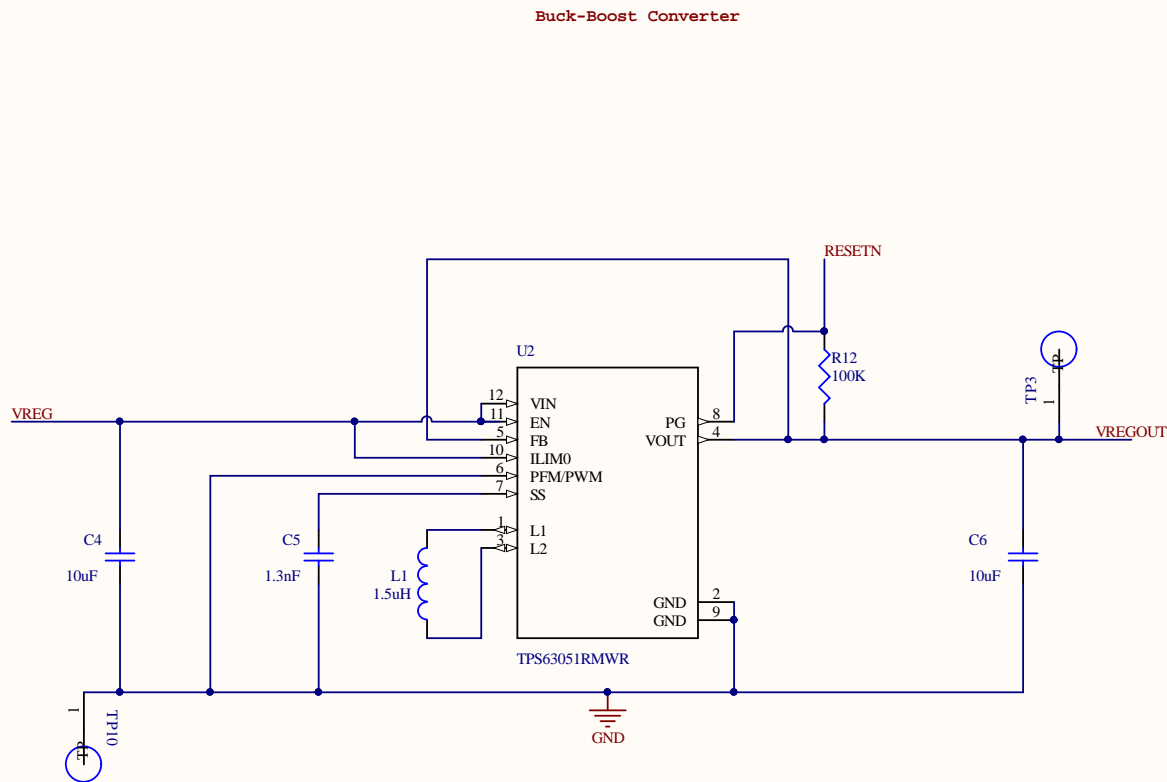 Buck-Boost Converter
RESETN
U2
R12
100K
TP
TP3
1
VREG
12
VIN
11
EN
5
FB
10
ILIM0
6
PFM/PWM
7
SS
1
L1
3
L2
PG
8
VOUT
4
VREGOUT
C4
10uF
C5
1.3nF
L1
1.5uH
C6
10uF
GND
2
GND
9
TPS63051RMWR
1
TP10
TP
GND